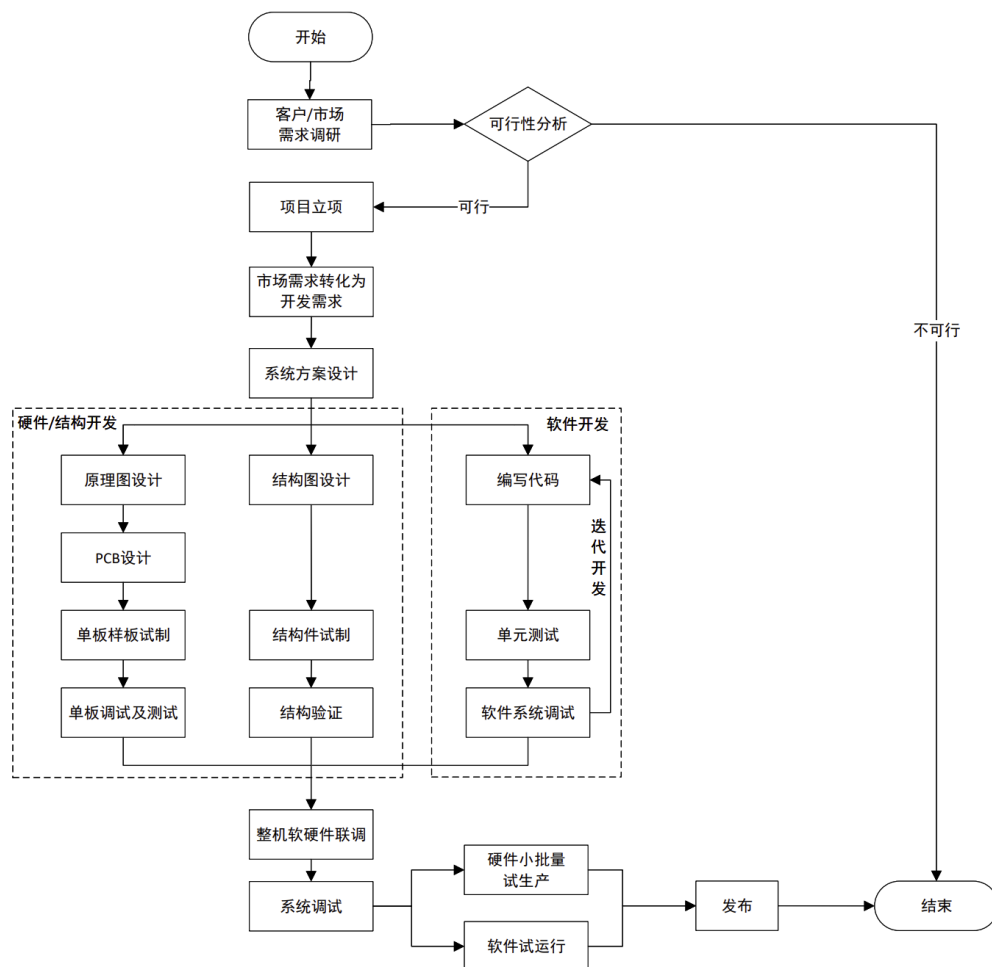 开始
客户/市场
需求调研
可行性分析
项目立项
可行
市场需求转化为
开发需求
不可行
系统方案设计
硬件/结构开发
软件开发
原理图设计
结构图设计
编写代码
迭
代
开
发
PCB设计
单板样板试制
结构件试制
单元测试
单板调试及测试
结构验证
软件系统调试
整机软硬件联调
硬件小批量
试生产
系统调试
发布
结束
软件试运行